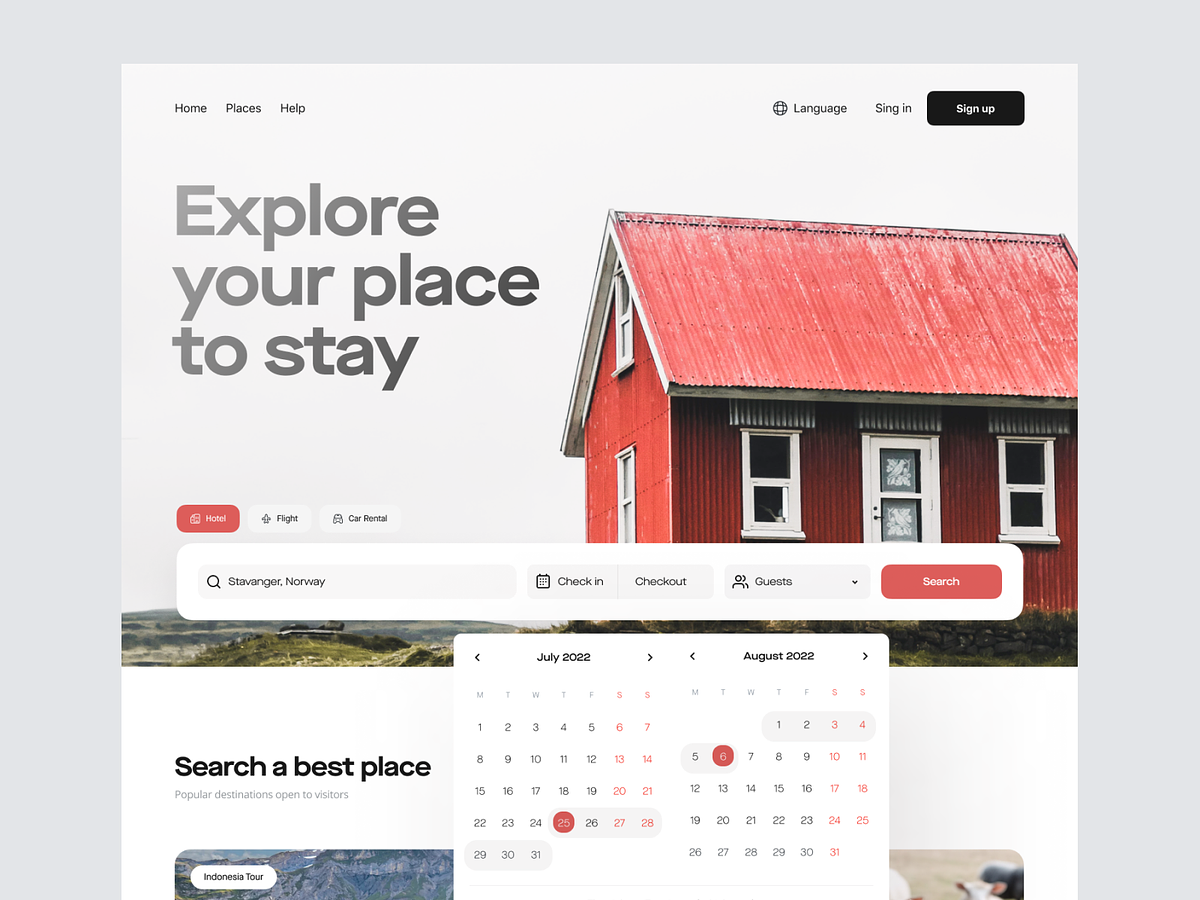 Home Places Help Language Sing in Sign up
Explore
your place
to stay
Hotel Flight Car Rental
Stavanger, Norway Check in Checkout Guests Search
July 2022
M T W T F S S
1 2 3 4 5 6 7
8 9 10 11 12 13 14
15 16 17 18 19 20 21
22 23 24 25 26 27 28
29 30 31
August 2022
M T W T F S S
1 2 3 4
5 6 7 8 9 10 11
12 13 14 15 16 17 18
19 20 21 22 23 24 25
26 27 28 29 30 31
Search a best place
Popular destinations open to visitors
Indonesia Tour